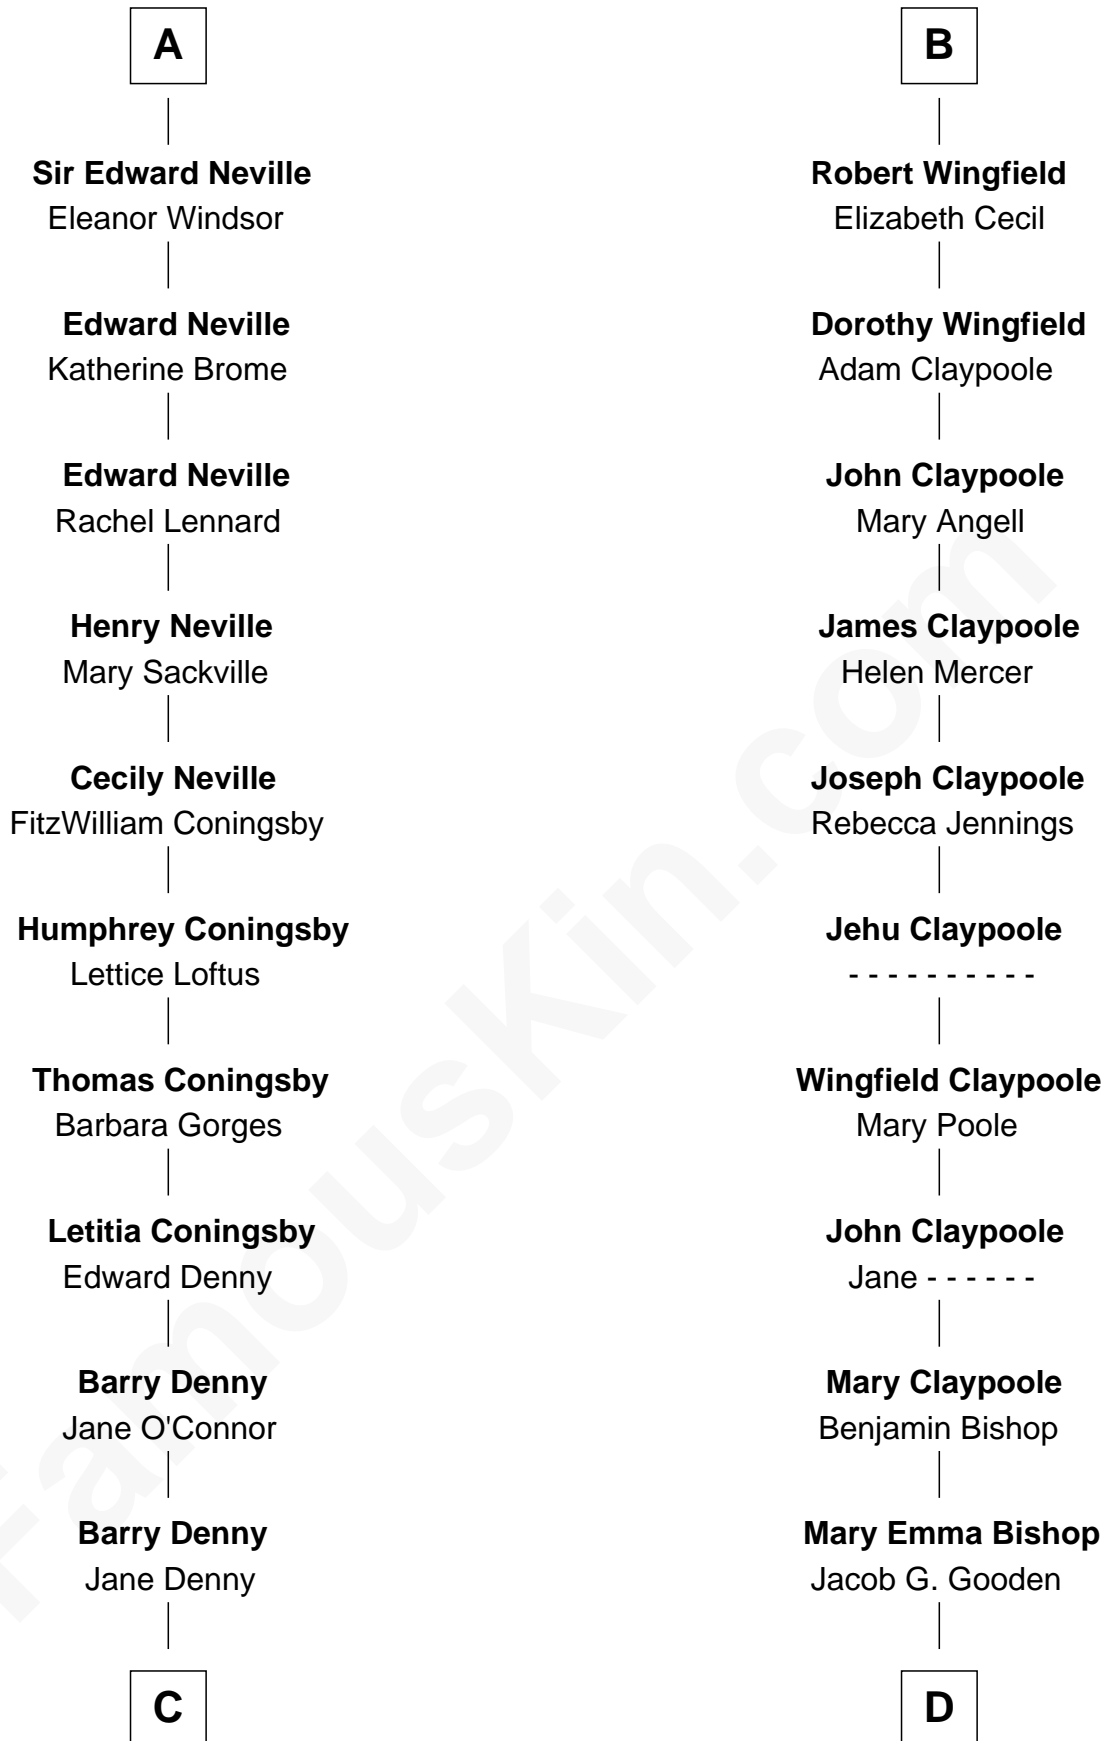 A
Sir Edward Neville
Eleanor Windsor
Edward Neville
Katherine Brome
Edward Neville
Rachel Lennard
Henry Neville
Mary Sackville
Cecily Neville
FitzWilliam Coningsby
Humphrey Coningsby
Lettice Loftus
Thomas Coningsby
Barbara Gorges
Letitia Coningsby
Edward Denny
Barry Denny
Jane O'Connor
Barry Denny
Jane Denny
C
B
Robert Wingfield
Elizabeth Cecil
Dorothy Wingfield
Adam Claypoole
John Claypoole
Mary Angell
James Claypoole
Helen Mercer
Joseph Claypoole
Rebecca Jennings
Jehu Claypoole
- - - - - - - - - -
Wingfield Claypoole
Mary Poole
John Claypoole
Jane - - - - - -
Mary Claypoole
Benjamin Bishop
Mary Emma Bishop
Jacob G. Gooden
D
FamousKin.com